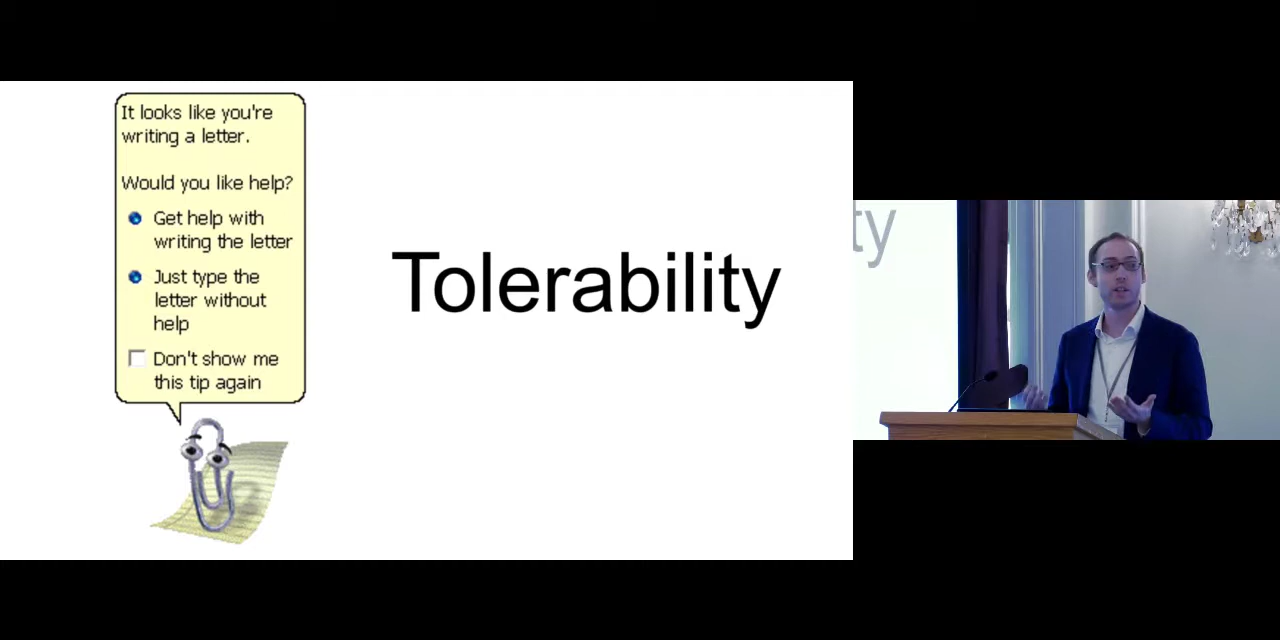 It looks like you're
writing a letter.
Would you like help?
Get help with
writing the letter
Just type the
letter without
help
Don't show me
this tip again
Tolerability
ty